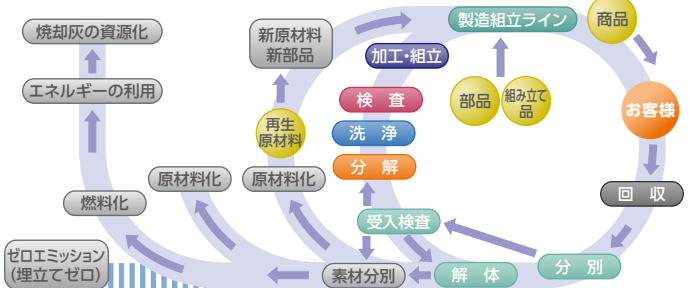 焼却灰の資源化
エネルギーの利用
燃料化
ゼロエミッション
（埋立てゼロ）
原材料化
原材料化
再生
原材料
新原材料
新部品
製造組立ライン
商品
加工・組立
検 査
洗 浄
分 解
部品
組み立て
品
お客様
回 収
分 別
受入検査
解 体
素材分別